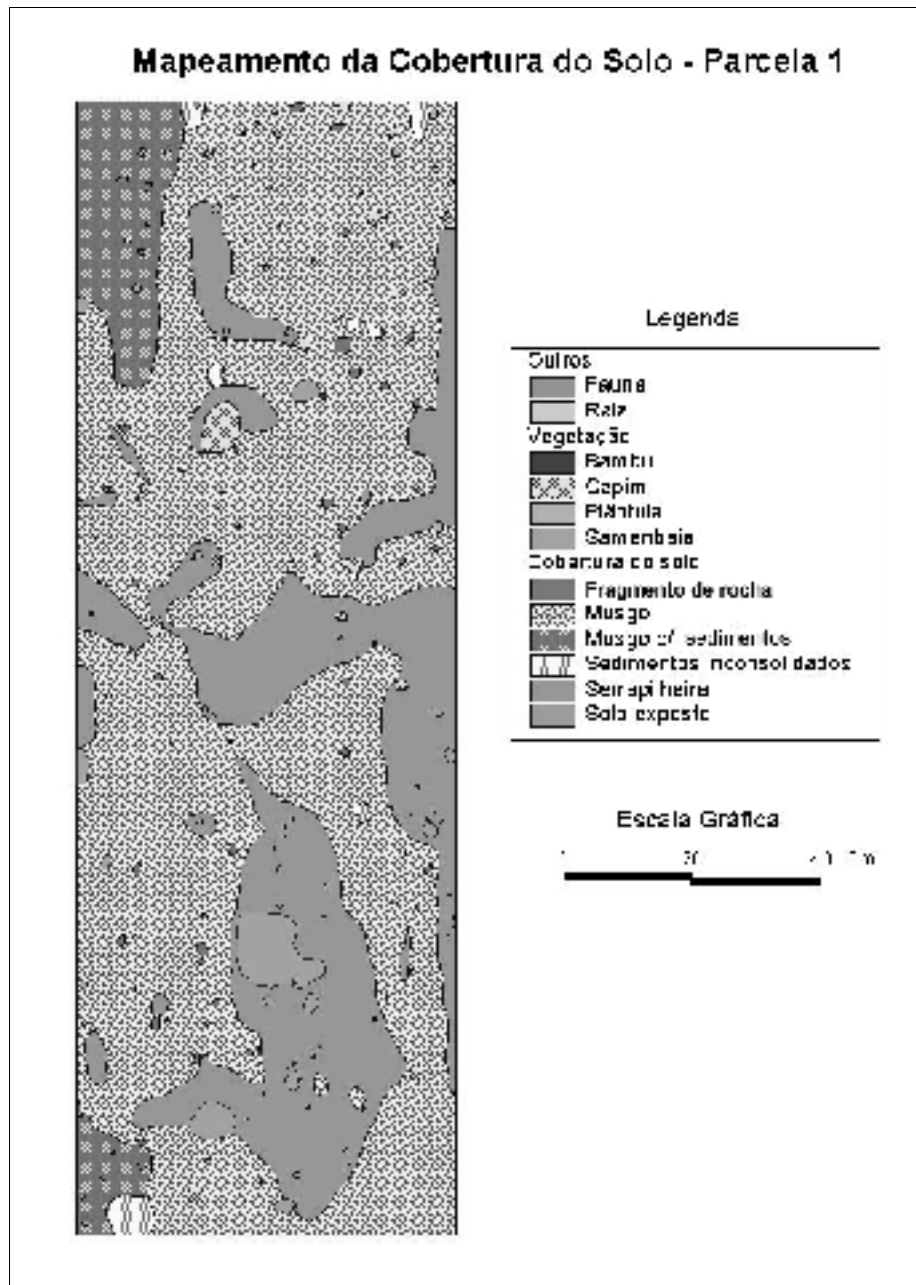 Mapeamento da Cobertura do Solo - Parcela 1
Legenda
Outros
Fauna
Raiz
Vegetação
Bambu
Capim
Plântula
Samambaia
Cobertura do solo
Fragmento de rocha
Musgo
Musgo c/ sedimentos
Sedimentos inconsolidados
Serrapilheira
Solo exposto
Escala Gráfica
20